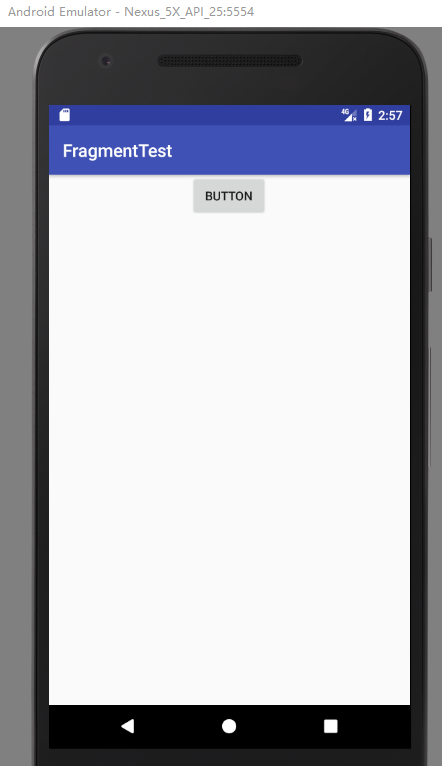 Android Emulator - Nexus_5X_API_25:5554
4G 2:57
FragmentTest
BUTTON